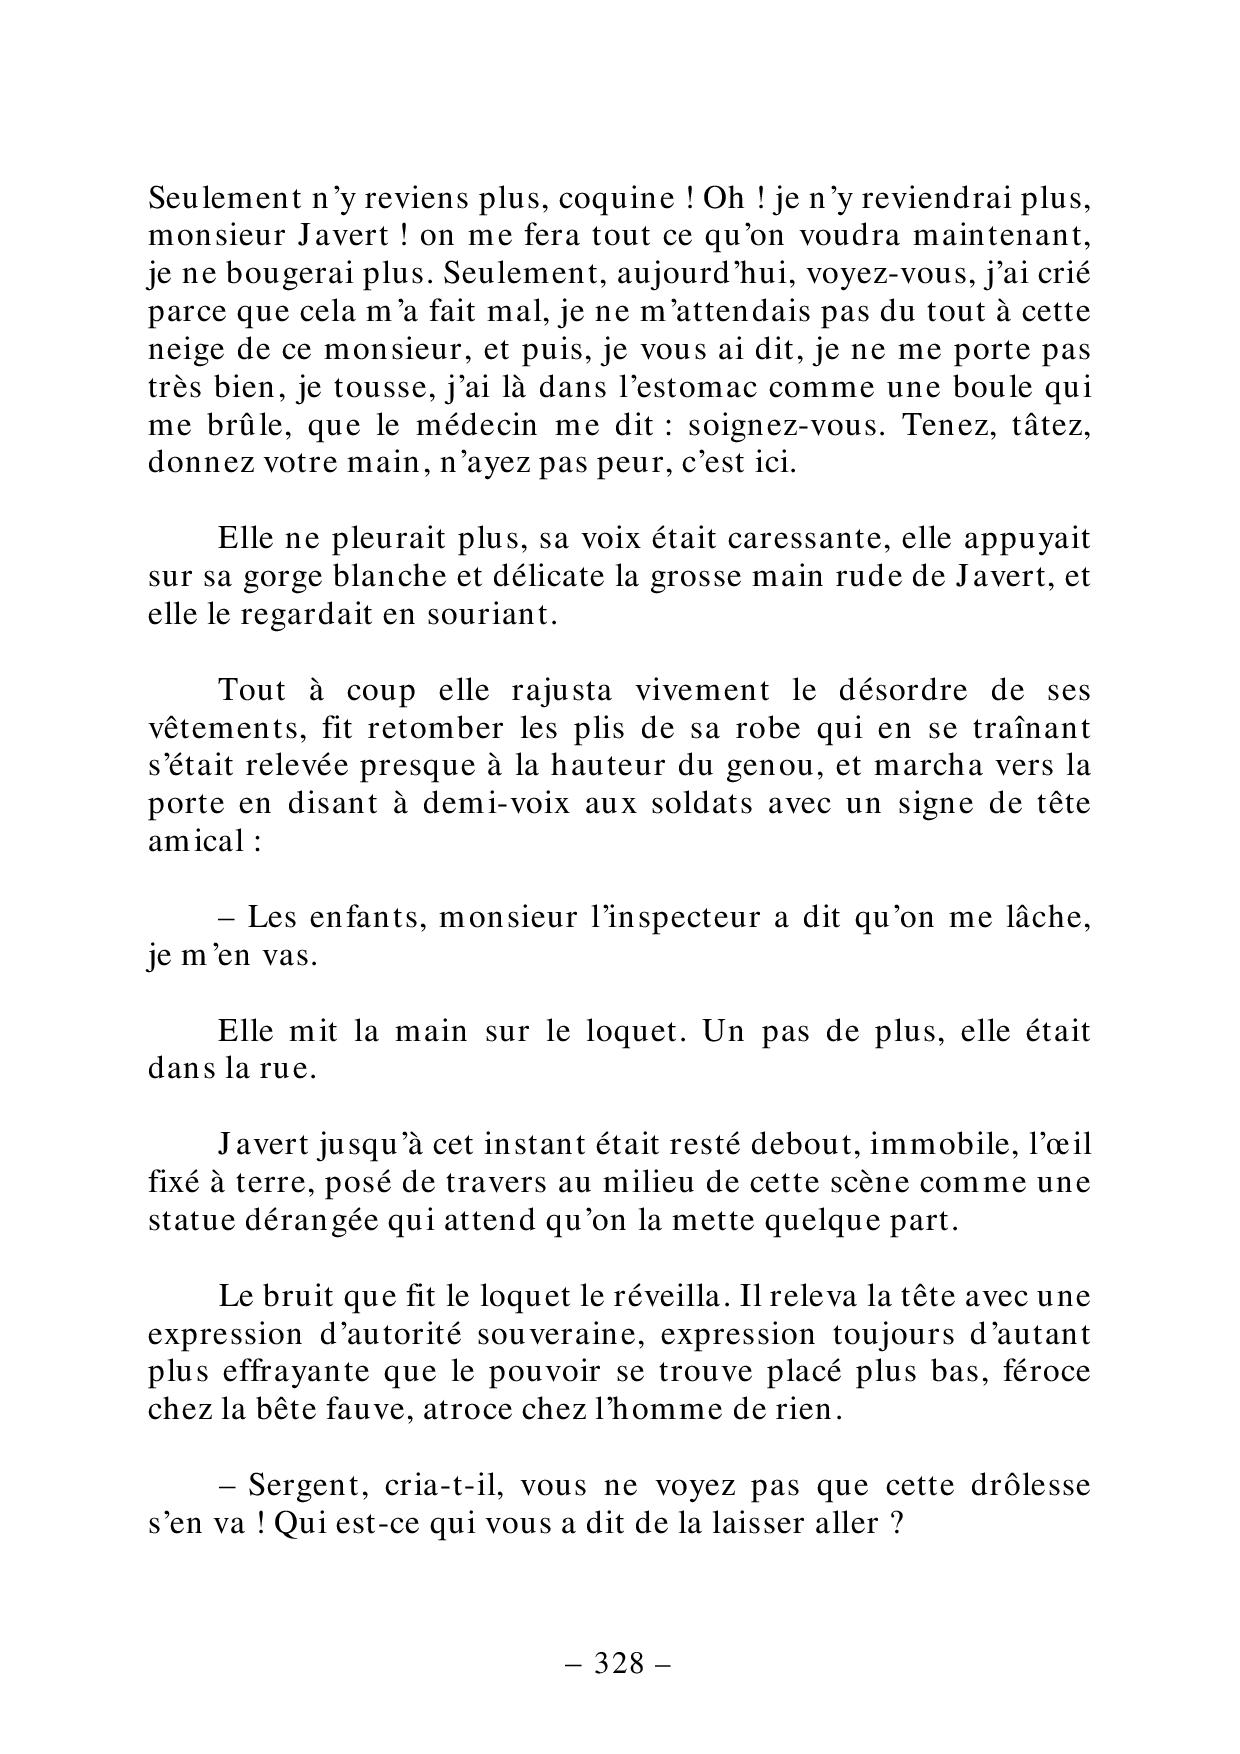 Seulement n’y reviens plus, coquine ! Oh ! je n’y reviendrai plus,
monsieur Javert ! on me fera tout ce qu’on voudra maintenant,
je ne bougerai plus. Seulement, aujourd’hui, voyez-vous, j’ai crié
parce que cela m’a fait mal, je ne m’attendais pas du tout à cette
neige de ce monsieur, et puis, je vous ai dit, je ne me porte pas
très bien, je tousse, j’ai là dans l’estomac comme une boule qui
me brûle, que le médecin me dit : soignez-vous. Tenez, tâtez,
donnez votre main, n’ayez pas peur, c’est ici.
Elle ne pleurait plus, sa voix était caressante, elle appuyait
sur sa gorge blanche et délicate la grosse main rude de Javert, et
elle le regardait en souriant.
Tout à coup elle rajusta vivement le désordre de ses
vêtements, fit retomber les plis de sa robe qui en se traînant
s’était relevée presque à la hauteur du genou, et marcha vers la
porte en disant à demi-voix aux soldats avec un signe de tête
amical :
– Les enfants, monsieur l’inspecteur a dit qu’on me lâche,
je m’en vas.
Elle mit la main sur le loquet. Un pas de plus, elle était
dans la rue.
Javert jusqu’à cet instant était resté debout, immobile, l’œil
fixé à terre, posé de travers au milieu de cette scène comme une
statue dérangée qui attend qu’on la mette quelque part.
Le bruit que fit le loquet le réveilla. Il releva la tête avec une
expression d’autorité souveraine, expression toujours d’autant
plus effrayante que le pouvoir se trouve placé plus bas, féroce
chez la bête fauve, atroce chez l’homme de rien.
– Sergent, cria-t-il, vous ne voyez pas que cette drôlesse
s’en va ! Qui est-ce qui vous a dit de la laisser aller ?
– 328 –